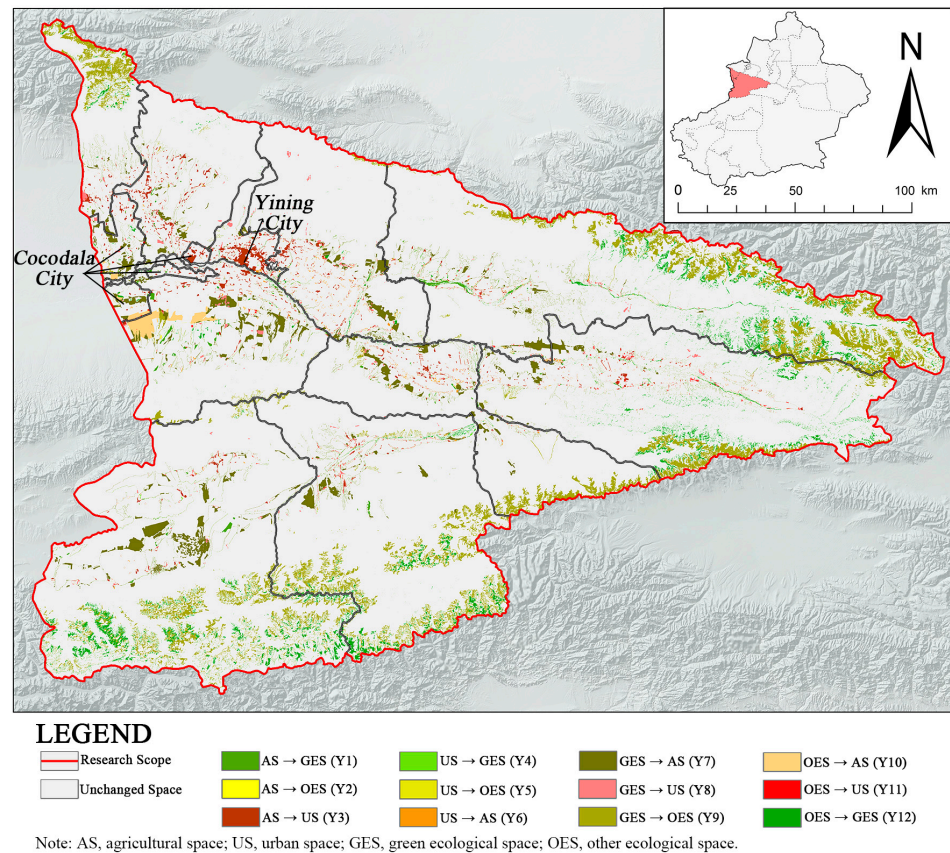 N
0 25 50 100 km
Yining
City
Cocodala
City
LEGEND
Research Scope
Unchanged Space
AS → GES (Y1)
AS → OES (Y2)
AS → US (Y3)
US → GES (Y4)
US → OES (Y5)
US → AS (Y6)
GES → AS (Y7)
GES → US (Y8)
GES → OES (Y9)
OES → AS (Y10)
OES → US (Y11)
OES → GES (Y12)
Note: AS, agricultural space; US, urban space; GES, green ecological space; OES, other ecological space.